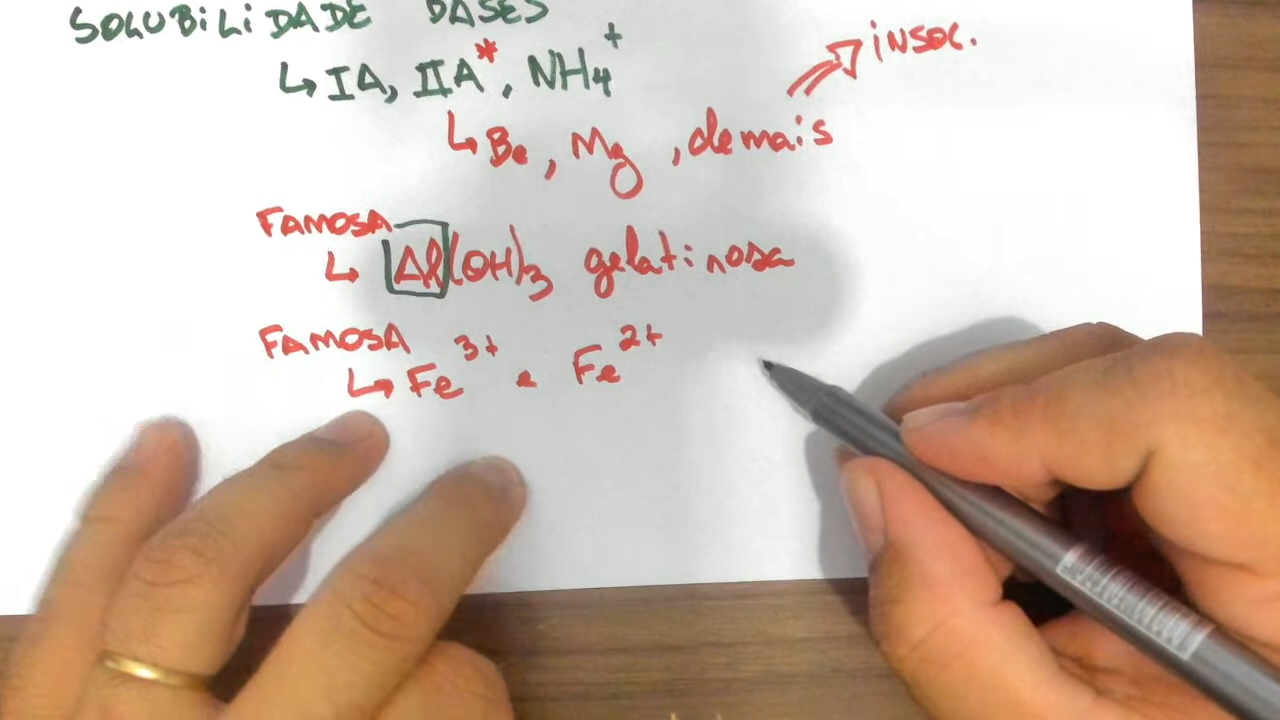 SOLUBiLiDADE BASES
↳ IA, IIA*, NH₄⁺
insol.
↳ Be, Mg, demais
FAMOSA
↳ Al(OH)₃ gelatinosa
FAMOSA
↳ Fe³⁺ e Fe²⁺